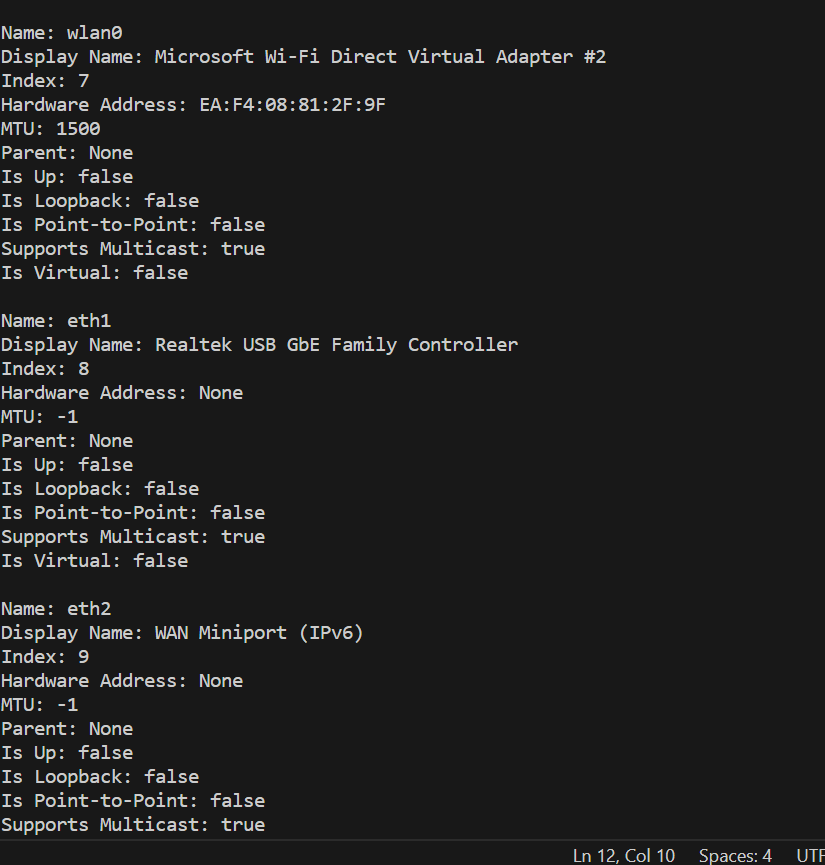 Name: wlan0
Display Name: Microsoft Wi-Fi Direct Virtual Adapter #2
Index: 7
Hardware Address: EA:F4:08:81:2F:9F
MTU: 1500
Parent: None
Is Up: false
Is Loopback: false
Is Point-to-Point: false
Supports Multicast: true
Is Virtual: false
Name: eth1
Display Name: Realtek USB GbE Family Controller
Index: 8
Hardware Address: None
MTU: -1
Parent: None
Is Up: false
Is Loopback: false
Is Point-to-Point: false
Supports Multicast: true
Is Virtual: false
Name: eth2
Display Name: WAN Miniport (IPv6)
Index: 9
Hardware Address: None
MTU: -1
Parent: None
Is Up: false
Is Loopback: false
Is Point-to-Point: false
Supports Multicast: true
Ln 12, Col 10 Spaces: 4 UTF